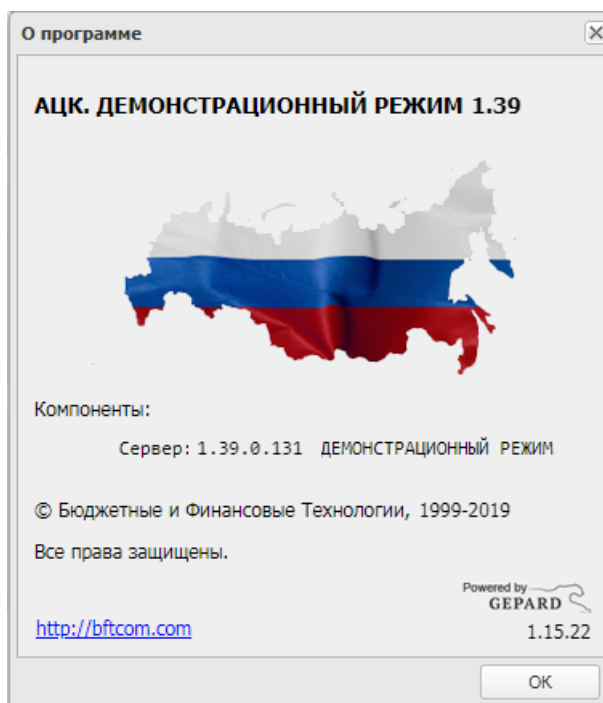 О программе
АЦК. ДЕМОНСТРАЦИОННЫЙ РЕЖИМ 1.39
Компоненты:
Сервер: 1.39.0.131 ДЕМОНСТРАЦИОННЫЙ РЕЖИМ
© Бюджетные и Финансовые Технологии, 1999-2019
Все права защищены.
Powered by
GEPARD
http://bftcom.com
1.15.22
ОК